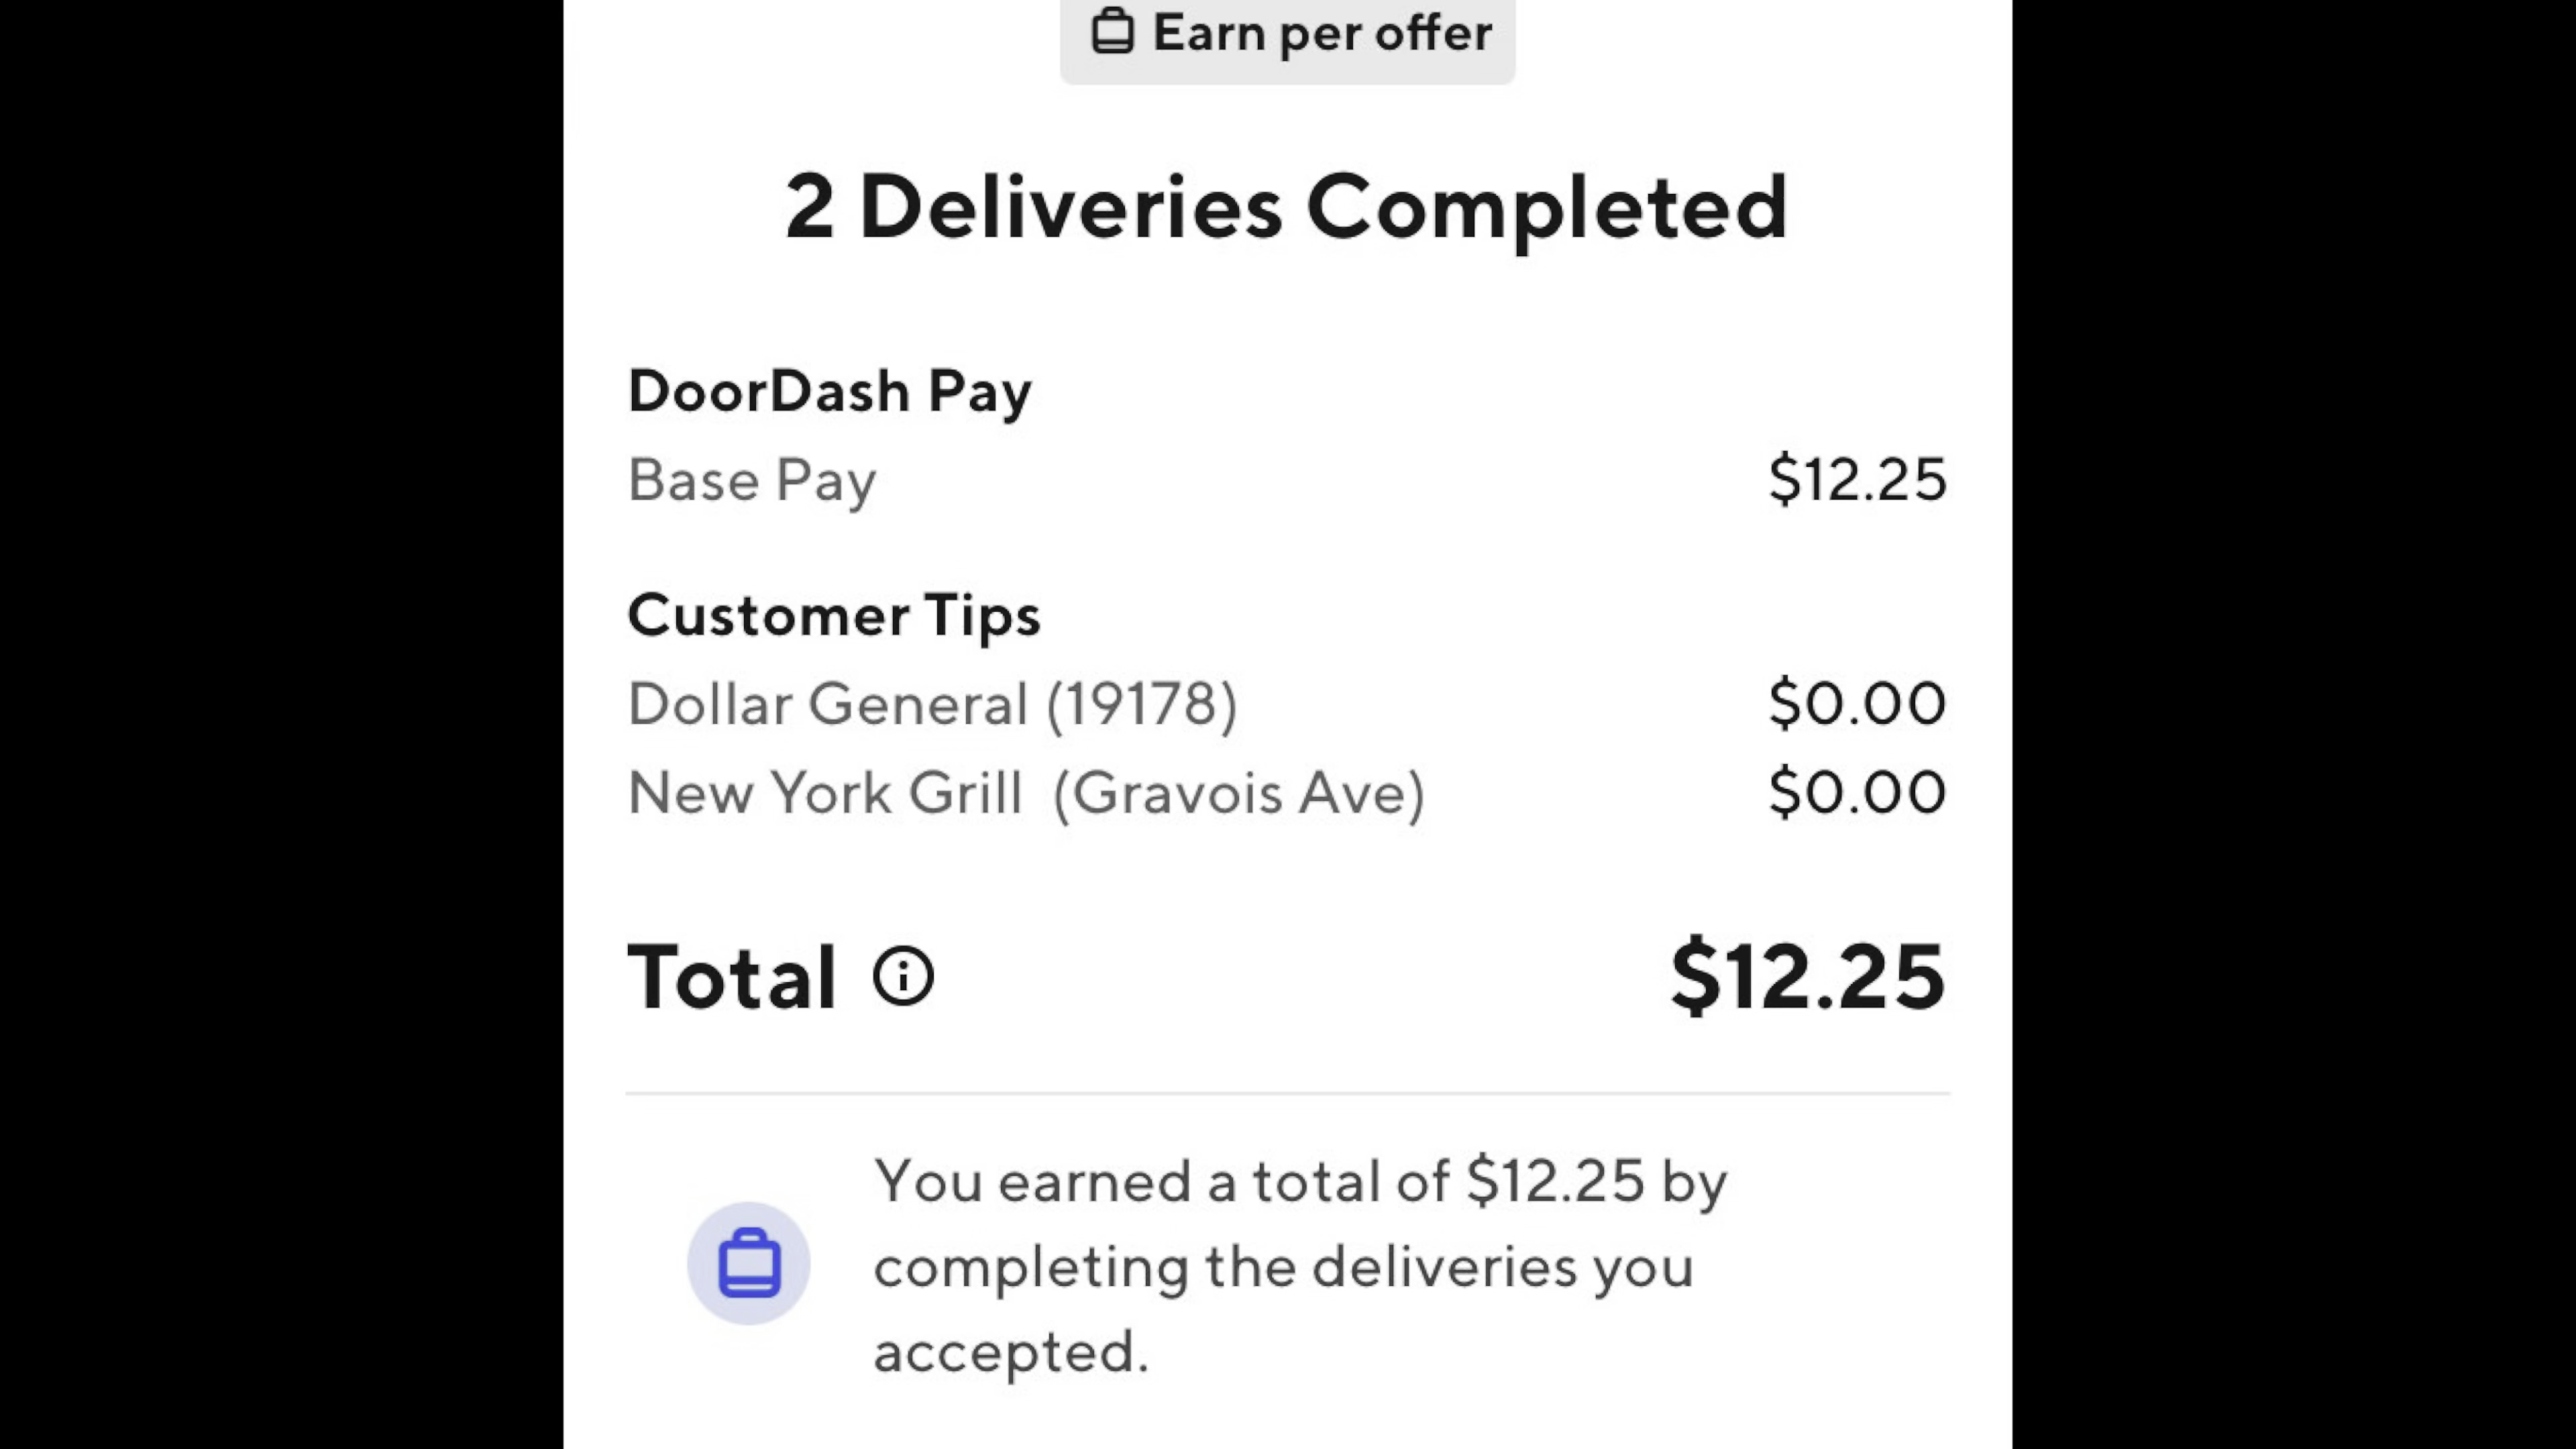 Earn per offer
2 Deliveries Completed
DoorDash Pay
Base Pay $12.25
Customer Tips
Dollar General (19178) $0.00
New York Grill (Gravois Ave) $0.00
Total $12.25
You earned a total of $12.25 by
completing the deliveries you
accepted.